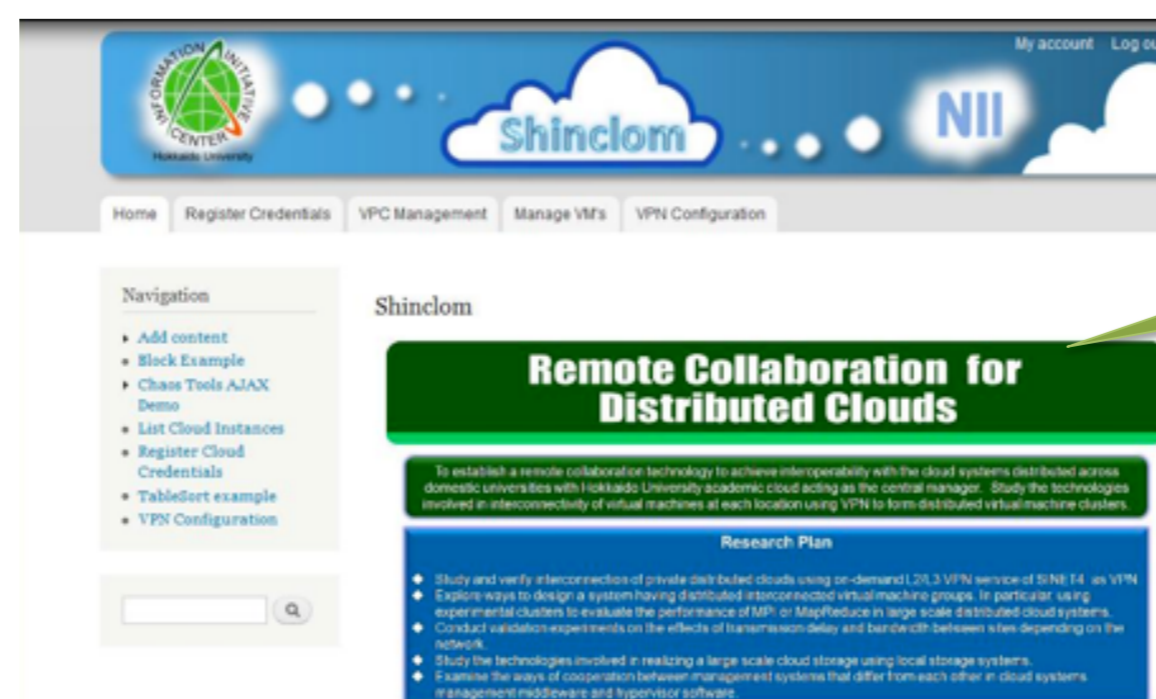 INFORMATION INITIATIVE
CENTER
Hokkaido University
Shinclom
NII
My account Log ou
Home Register Credentials VPC Management Manage VM's VPN Configuration
Navigation
Add content
Block Example
Chaos Tools AJAX
Demo
List Cloud Instances
Register Cloud
Credentials
TableSort example
VPN Configuration
Shinclom
Remote Collaboration for
Distributed Clouds
To establish a remote collaboration technology to achieve interoperability with the cloud systems distributed across
domestic universities with Hokkaido University academic cloud acting as the central manager. Study the technologies
involved in interconnectivity of virtual machines at each location using VPN to form distributed virtual machine clusters.
Research Plan
Study and verify interconnection of private distributed clouds using on-demand L2/L3 VPN service of SINET4 as VPN
Explore ways to design a system having distributed interconnected virtual machine groups. In particular, using
experimental clusters to evaluate the performance of MPI or MapReduce in large scale distributed cloud systems.
Conduct validation experiments on the effects of transmission delay and bandwidth between sites depending on the
network.
Study the technologies involved in realizing a large scale cloud storage using local storage systems.
Examine the ways of cooperation between management systems that differ from each other in cloud systems
management middleware and hypervisor software.